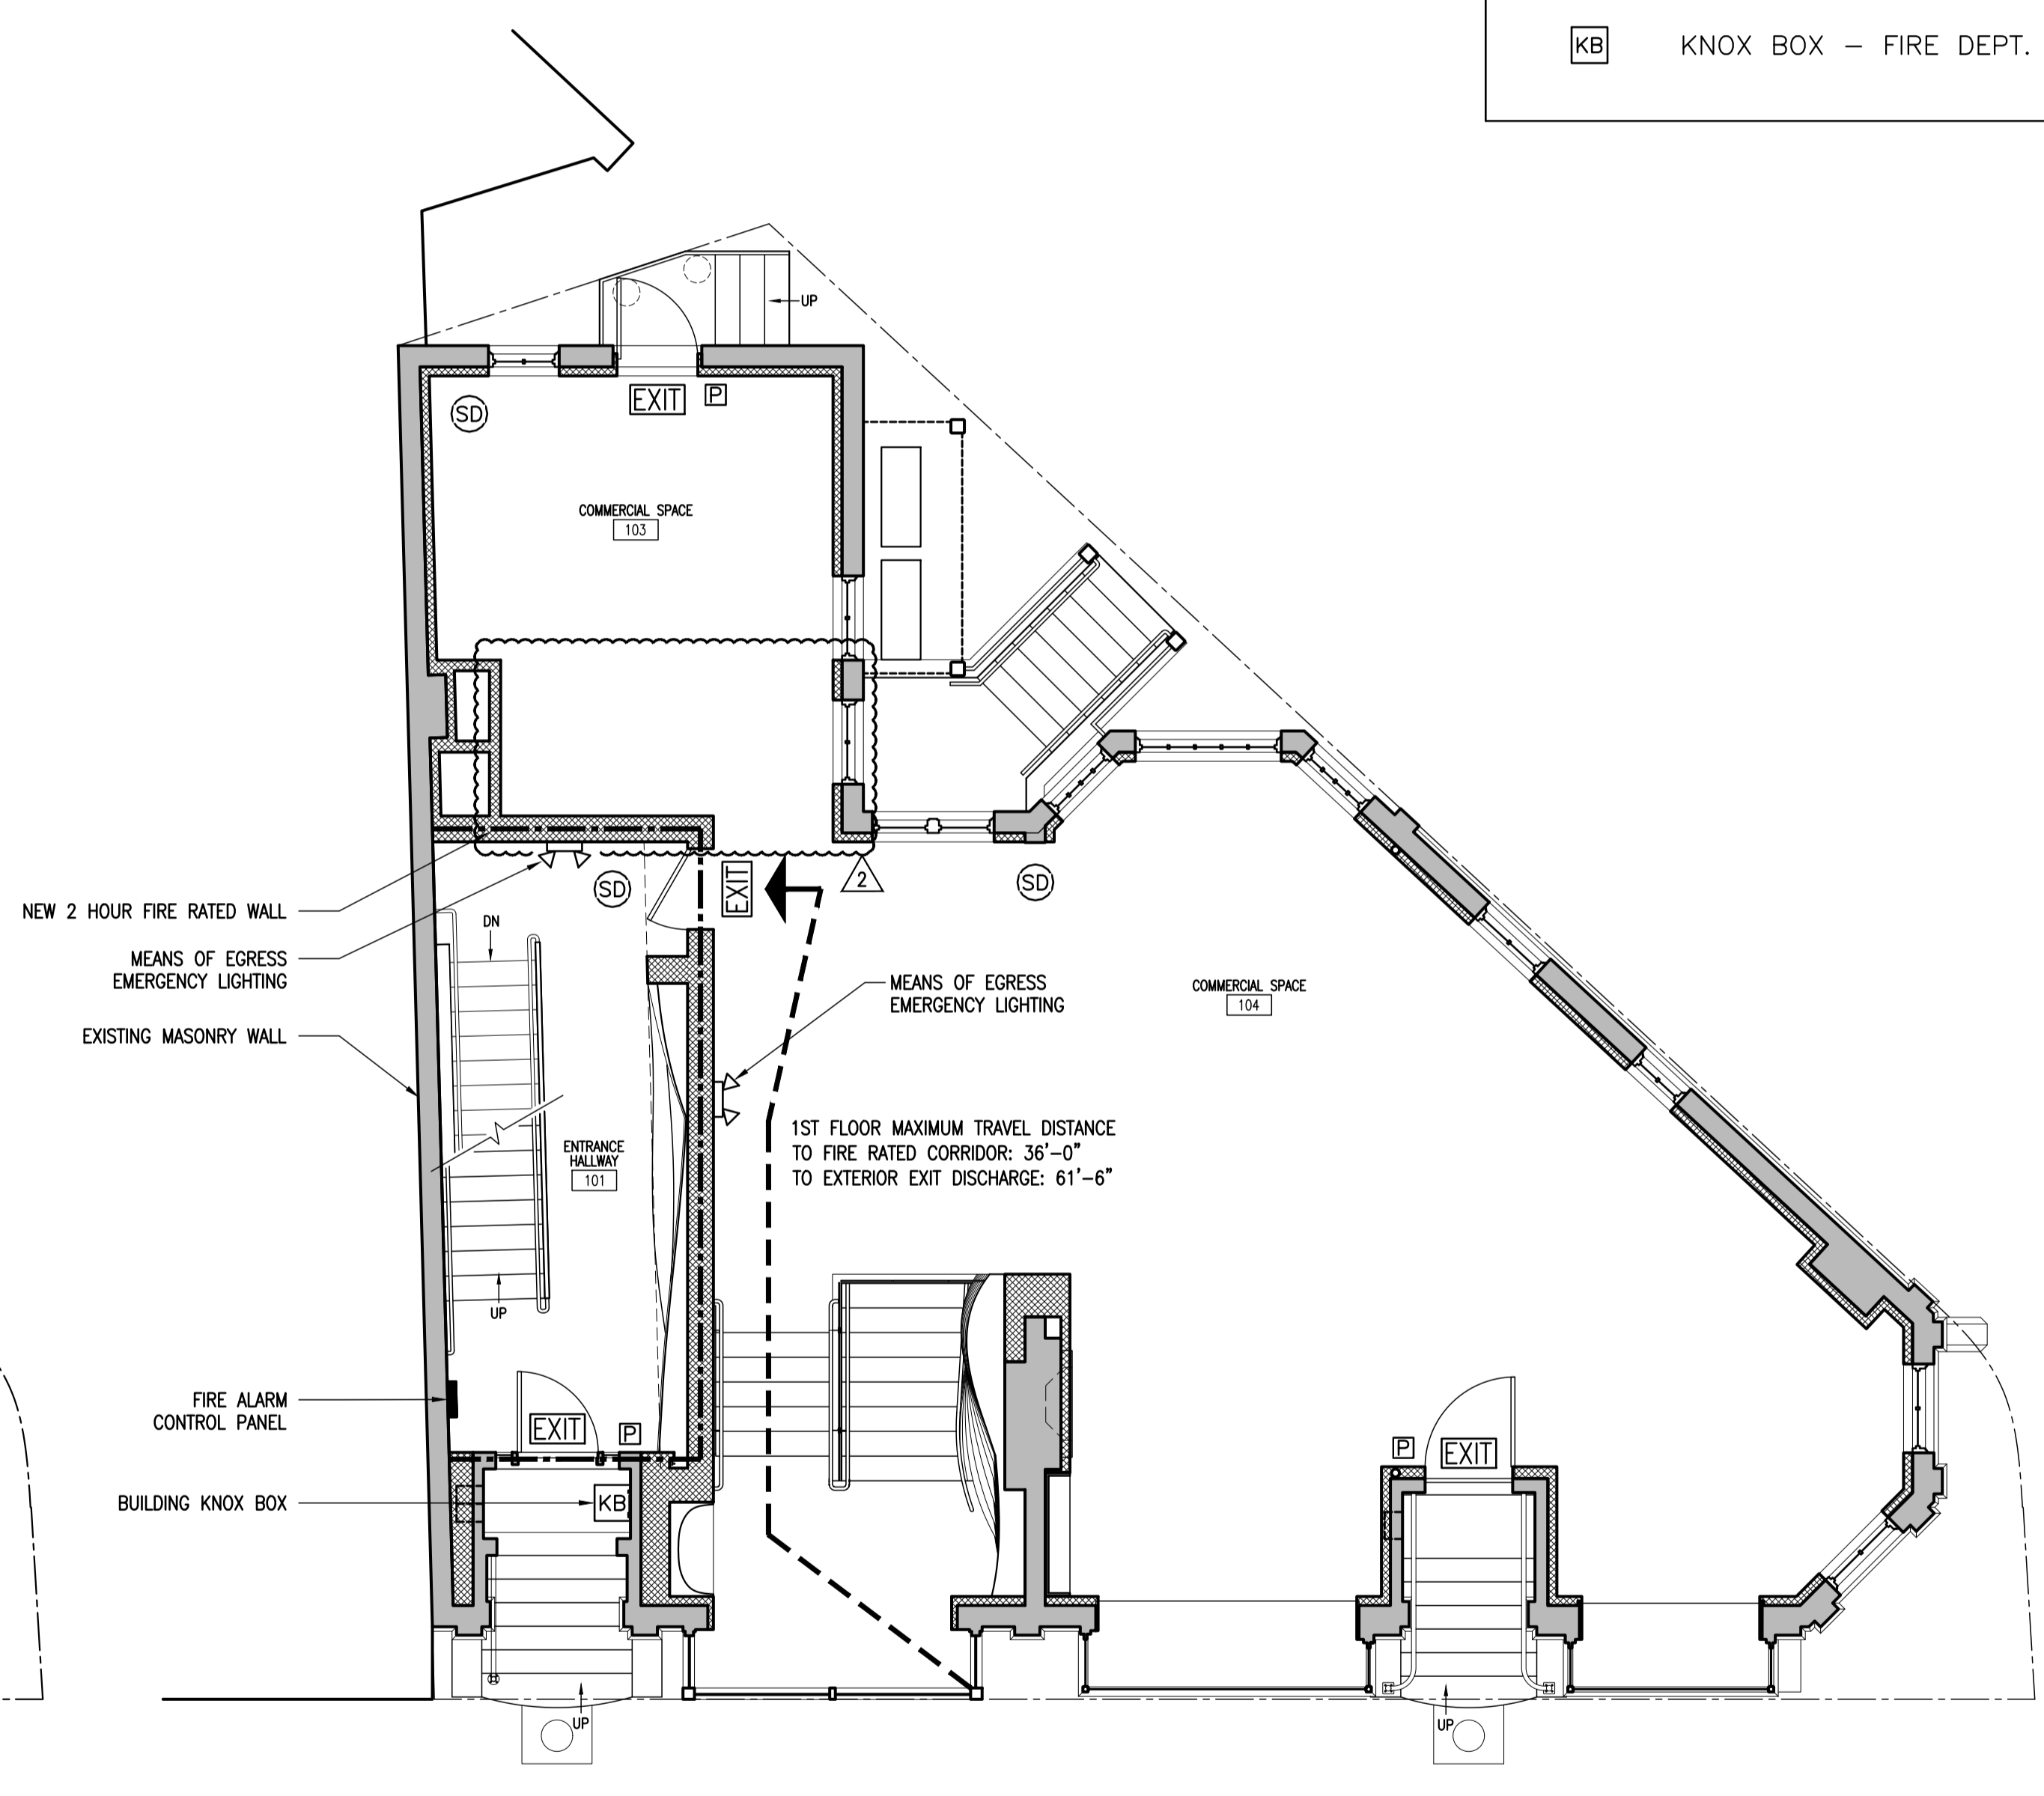 KB KNOX BOX – FIRE DEPT.
UP
EXIT P
SD
COMMERCIAL SPACE
103
2
EXIT
SD
SD
NEW 2 HOUR FIRE RATED WALL
MEANS OF EGRESS
EMERGENCY LIGHTING
EXISTING MASONRY WALL
DN
MEANS OF EGRESS
EMERGENCY LIGHTING
COMMERCIAL SPACE
104
1ST FLOOR MAXIMUM TRAVEL DISTANCE
TO FIRE RATED CORRIDOR: 36'–0"
TO EXTERIOR EXIT DISCHARGE: 61'–6"
ENTRANCE
HALLWAY
101
UP
FIRE ALARM
CONTROL PANEL
EXIT P
P EXIT
BUILDING KNOX BOX
KB
UP
UP